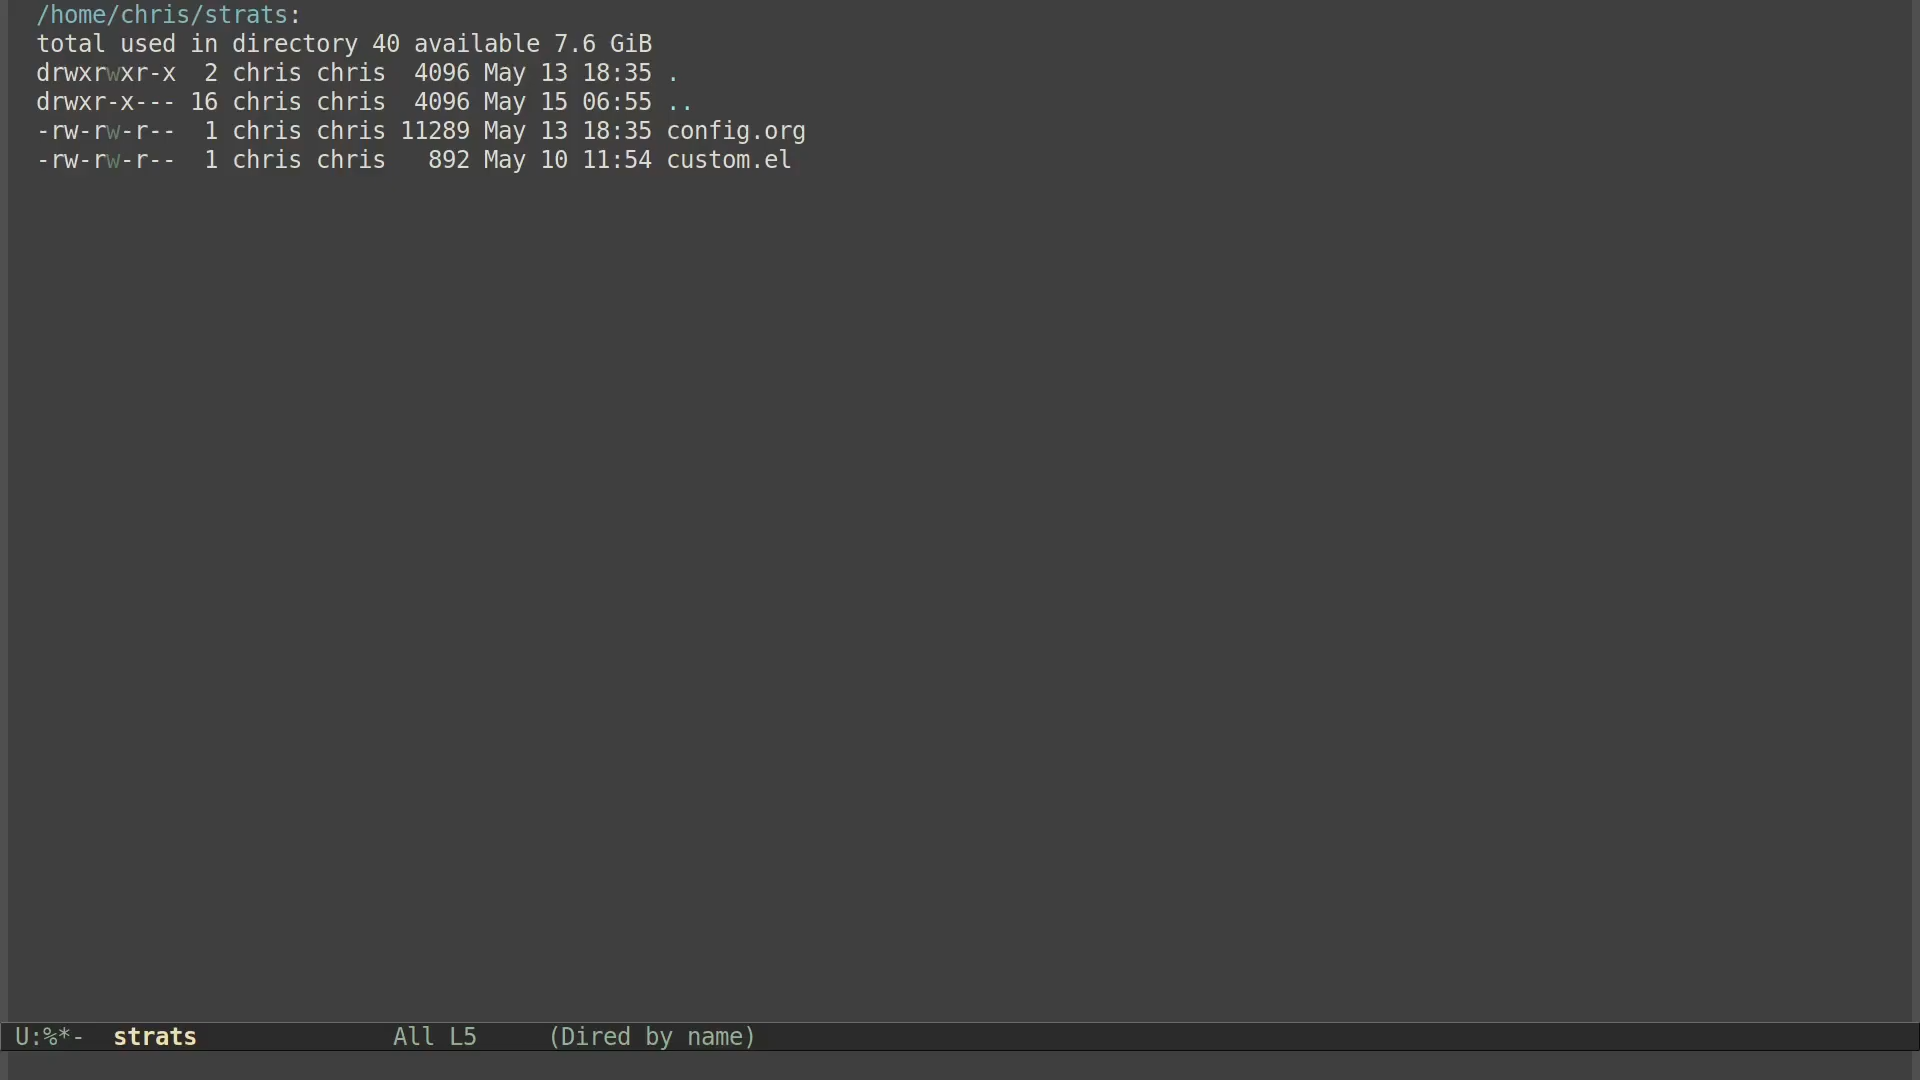 /home/chris/strats:
total used in directory 40 available 7.6 GiB
drwxrwxr-x  2 chris chris  4096 May 13 18:35 .
drwxr-x--- 16 chris chris  4096 May 15 06:55 ..
-rw-rw-r--  1 chris chris 11289 May 13 18:35 config.org
-rw-rw-r--  1 chris chris   892 May 10 11:54 custom.el
U:%*-  strats              All L5     (Dired by name)